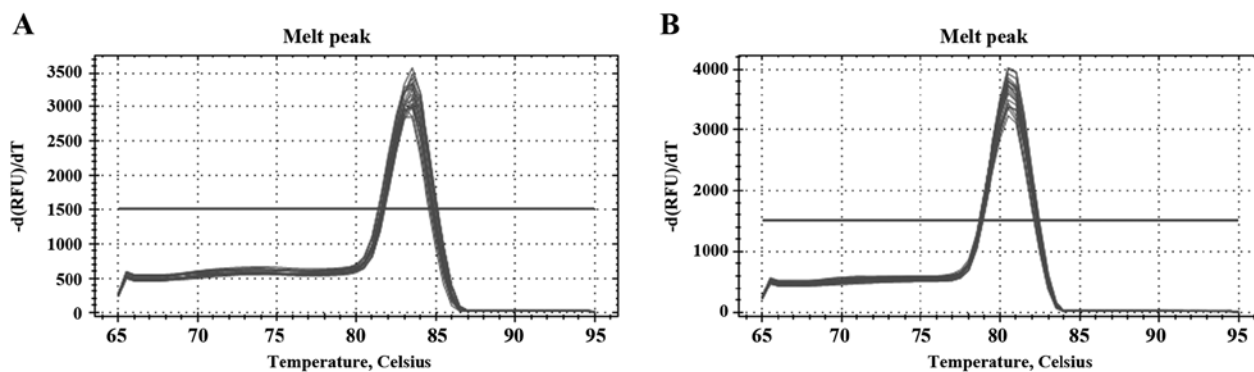 A
Melt peak
3500
3000
2500
2000
1500
1000
500
0
-d(RFU)/dT
65 70 75 80 85 90 95
Temperature, Celsius
B
Melt peak
4000
3000
2000
1000
0
-d(RFU)/dT
65 70 75 80 85 90 95
Temperature, Celsius